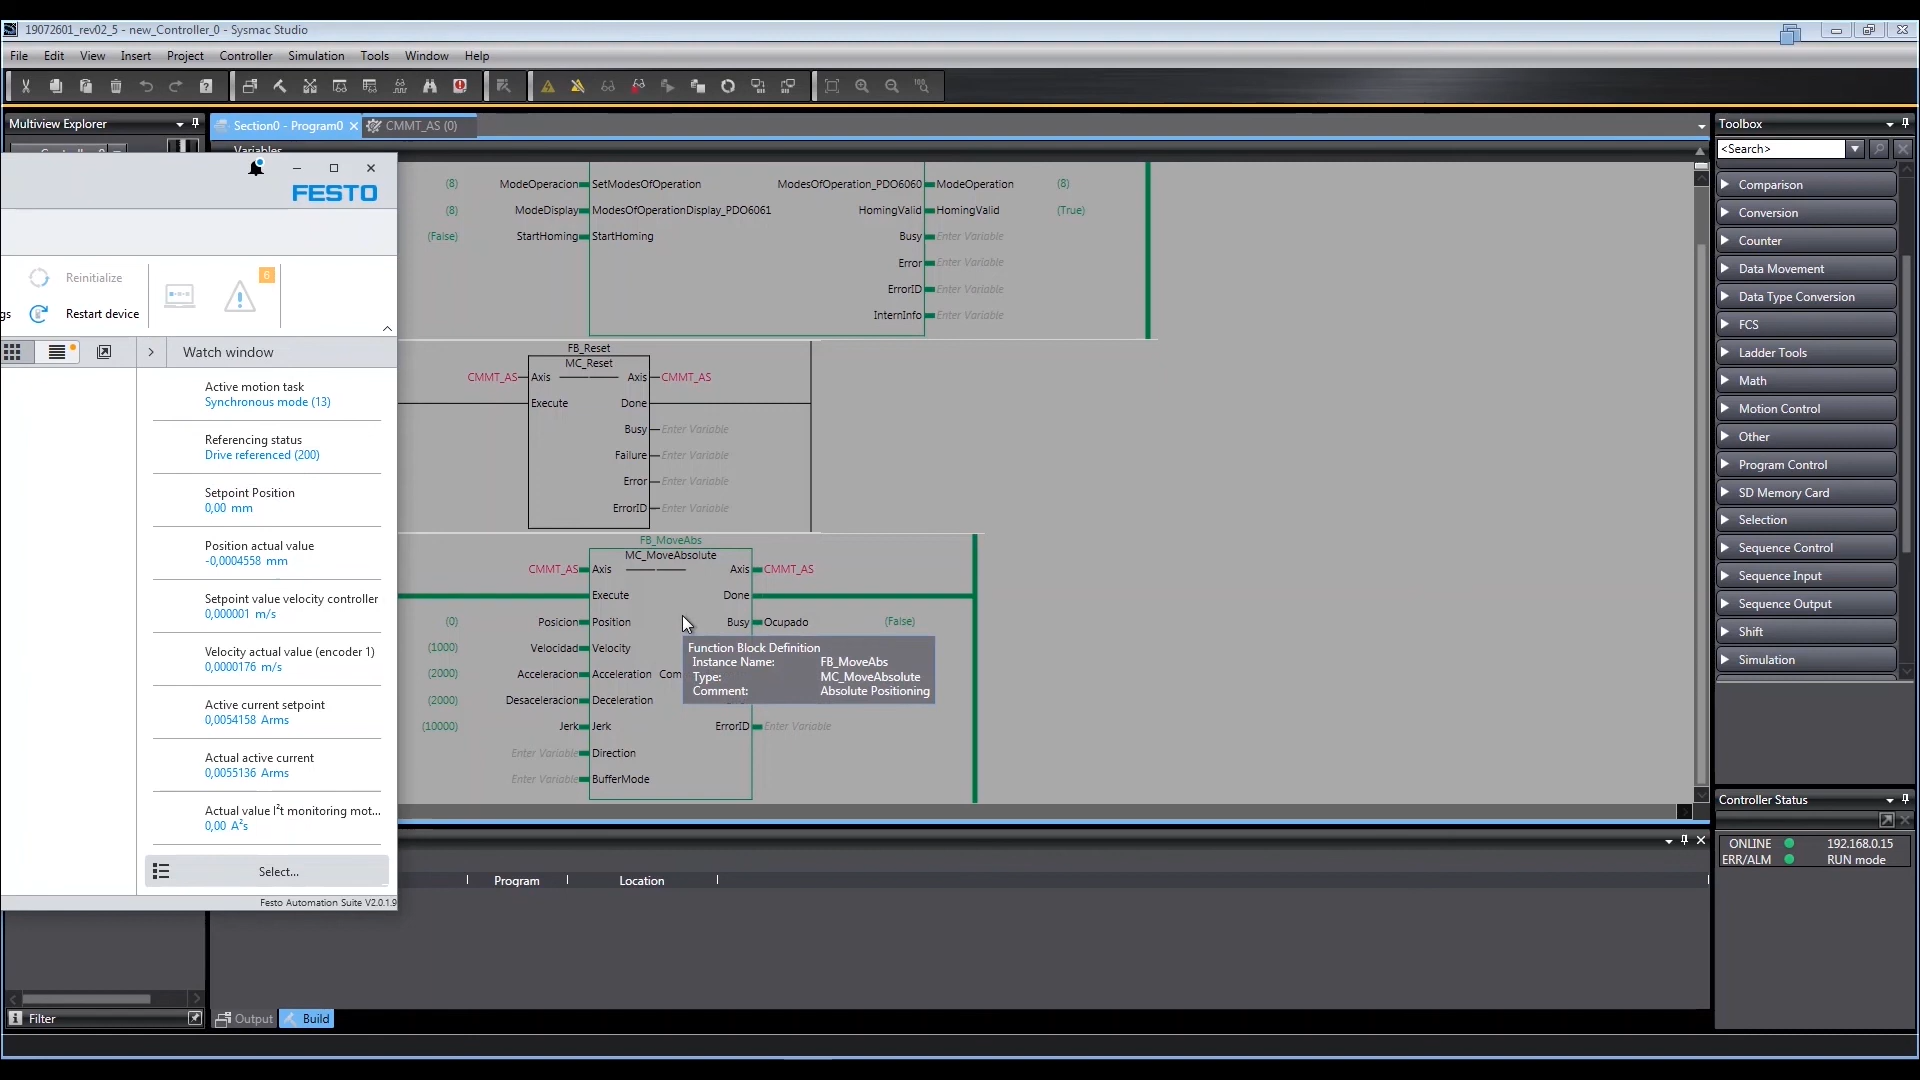 19072601_rev02_5 - new_Controller_0 - Sysmac Studio
File Edit View Insert Project Controller Simulation Tools Window Help
Multiview Explorer
Section0 - Program0
CMMT_AS (0)
Variables
FESTO
Reinitialize
gs
Restart device
6
Watch window
Active motion task
Synchronous mode (13)
Referencing status
Drive referenced (200)
Setpoint Position
0,00 mm
Position actual value
-0,0004558 mm
Setpoint value velocity controller
0,000001 m/s
Velocity actual value (encoder 1)
0,0000176 m/s
Active current setpoint
0,0054158 Arms
Actual active current
0,0055136 Arms
Actual value I²t monitoring mot...
0,00 A²s
Select...
Festo Automation Suite V2.0.1.9
(8) ModeOperacion SetModesOfOperation ModesOfOperation_PDO6060 ModeOperation (8)
(8) ModeDisplay ModesOfOperationDisplay_PDO6061 HomingValid HomingValid (True)
(False) StartHoming StartHoming Busy Enter Variable
Error Enter Variable
ErrorID Enter Variable
InternInfo Enter Variable
FB_Reset
MC_Reset
CMMT_AS Axis Axis CMMT_AS
Execute Done
Busy Enter Variable
Failure Enter Variable
Error Enter Variable
ErrorID Enter Variable
FB_MoveAbs
MC_MoveAbsolute
CMMT_AS Axis Axis CMMT_AS
Execute Done
(0) Posicion Position Busy Ocupado (False)
(1000) Velocidad Velocity
(2000) Acceleracion Acceleration Com
(2000) Desaceleracion Deceleration
(10000) Jerk Jerk ErrorID Enter Variable
Enter Variable Direction
Enter Variable BufferMode
Function Block Definition
Instance Name: FB_MoveAbs
Type: MC_MoveAbsolute
Comment: Absolute Positioning
Program Location
Filter
Output Build
Toolbox
<Search>
Comparison
Conversion
Counter
Data Movement
Data Type Conversion
FCS
Ladder Tools
Math
Motion Control
Other
Program Control
SD Memory Card
Selection
Sequence Control
Sequence Input
Sequence Output
Shift
Simulation
Controller Status
ONLINE 192.168.0.15
ERR/ALM RUN mode